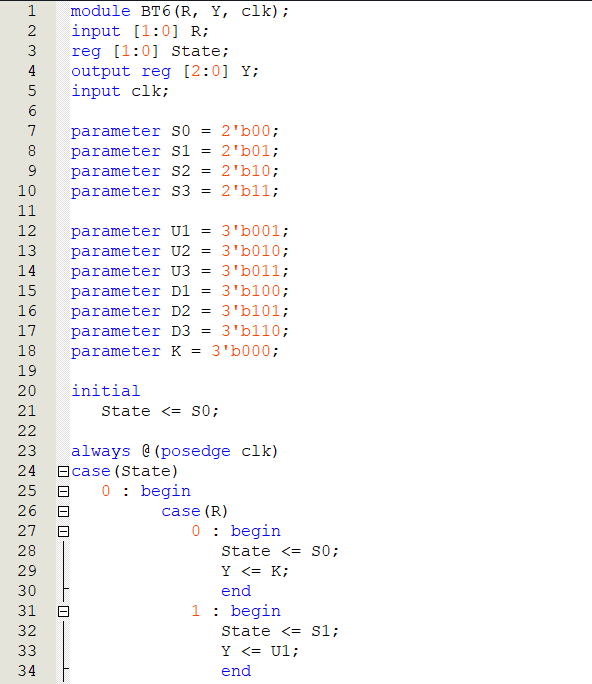 1 module BT6(R, Y, clk);
2 input [1:0] R;
3 reg [1:0] State;
4 output reg [2:0] Y;
5 input clk;
6
7 parameter S0 = 2'b00;
8 parameter S1 = 2'b01;
9 parameter S2 = 2'b10;
10 parameter S3 = 2'b11;
11
12 parameter U1 = 3'b001;
13 parameter U2 = 3'b010;
14 parameter U3 = 3'b011;
15 parameter D1 = 3'b100;
16 parameter D2 = 3'b101;
17 parameter D3 = 3'b110;
18 parameter K = 3'b000;
19
20 initial
21    State <= S0;
22
23 always @(posedge clk)
24 case(State)
25    0 : begin
26          case(R)
27             0 : begin
28                State <= S0;
29                Y <= K;
30                end
31             1 : begin
32                State <= S1;
33                Y <= U1;
34                end